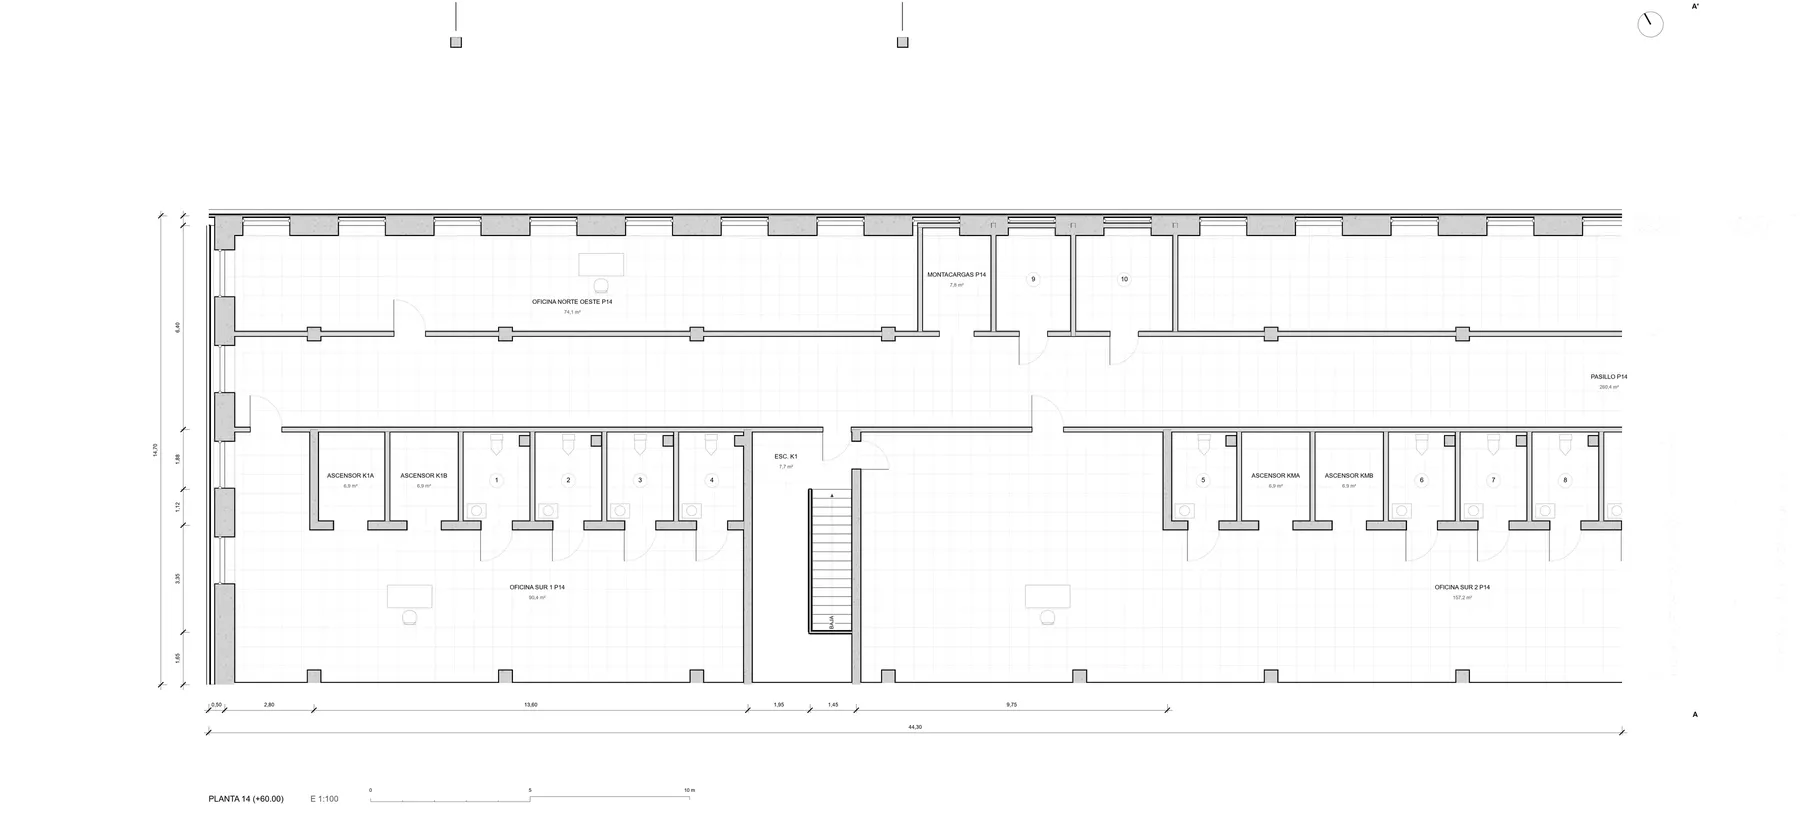 A'
MONTACARGAS P14
7,9 m²
9
10
OFICINA NORTE OESTE P14
74,1 m²
PASILLO P14
260,4 m²
14,70
6,40
1,88
1,12
3,35
1,65
ESC. K1
7,7 m²
ASCENSOR K1A
6,8 m²
ASCENSOR K1B
6,9 m²
1
2
3
4
5
ASCENSOR KMA
6,9 m²
ASCENSOR KMB
6,9 m²
6
7
8
OFICINA SUR 1 P14
80,4 m²
OFICINA SUR 2 P14
157,2 m²
BAJA
0,50
2,80
13,60
1,95
1,45
9,75
A
44,30
0
5
10 m
PLANTA 14 (+60.00)
E 1:100